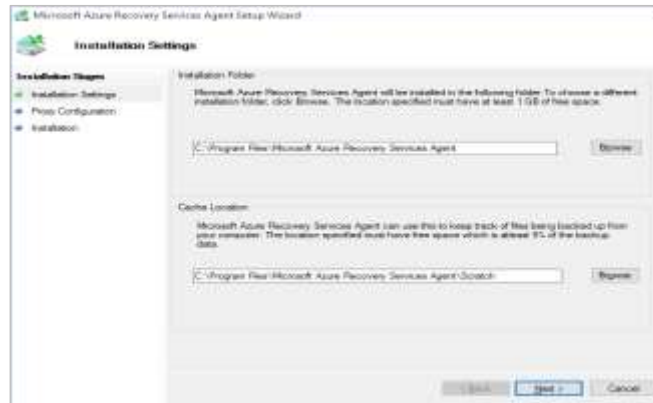 Microsoft Azure Recovery Services Agent Setup Wizard
Installation Settings
Installation Stages
Installation Settings
Proxy Configuration
Installation
Installation Folder
Microsoft Azure Recovery Services Agent will be installed in the following folder. To choose a different
installation folder, click Browse. The location specified must have at least 1 GB of free space.
C:\Program Files\Microsoft Azure Recovery Services Agent
Browse
Cache Location
Microsoft Azure Recovery Services Agent can use this to keep track of files being backed up from
your computer. The location specified must have free space which is atleast 5% of the backup
data.
C:\Program Files\Microsoft Azure Recovery Services Agent\Scratch
Browse
Next >
Cancel